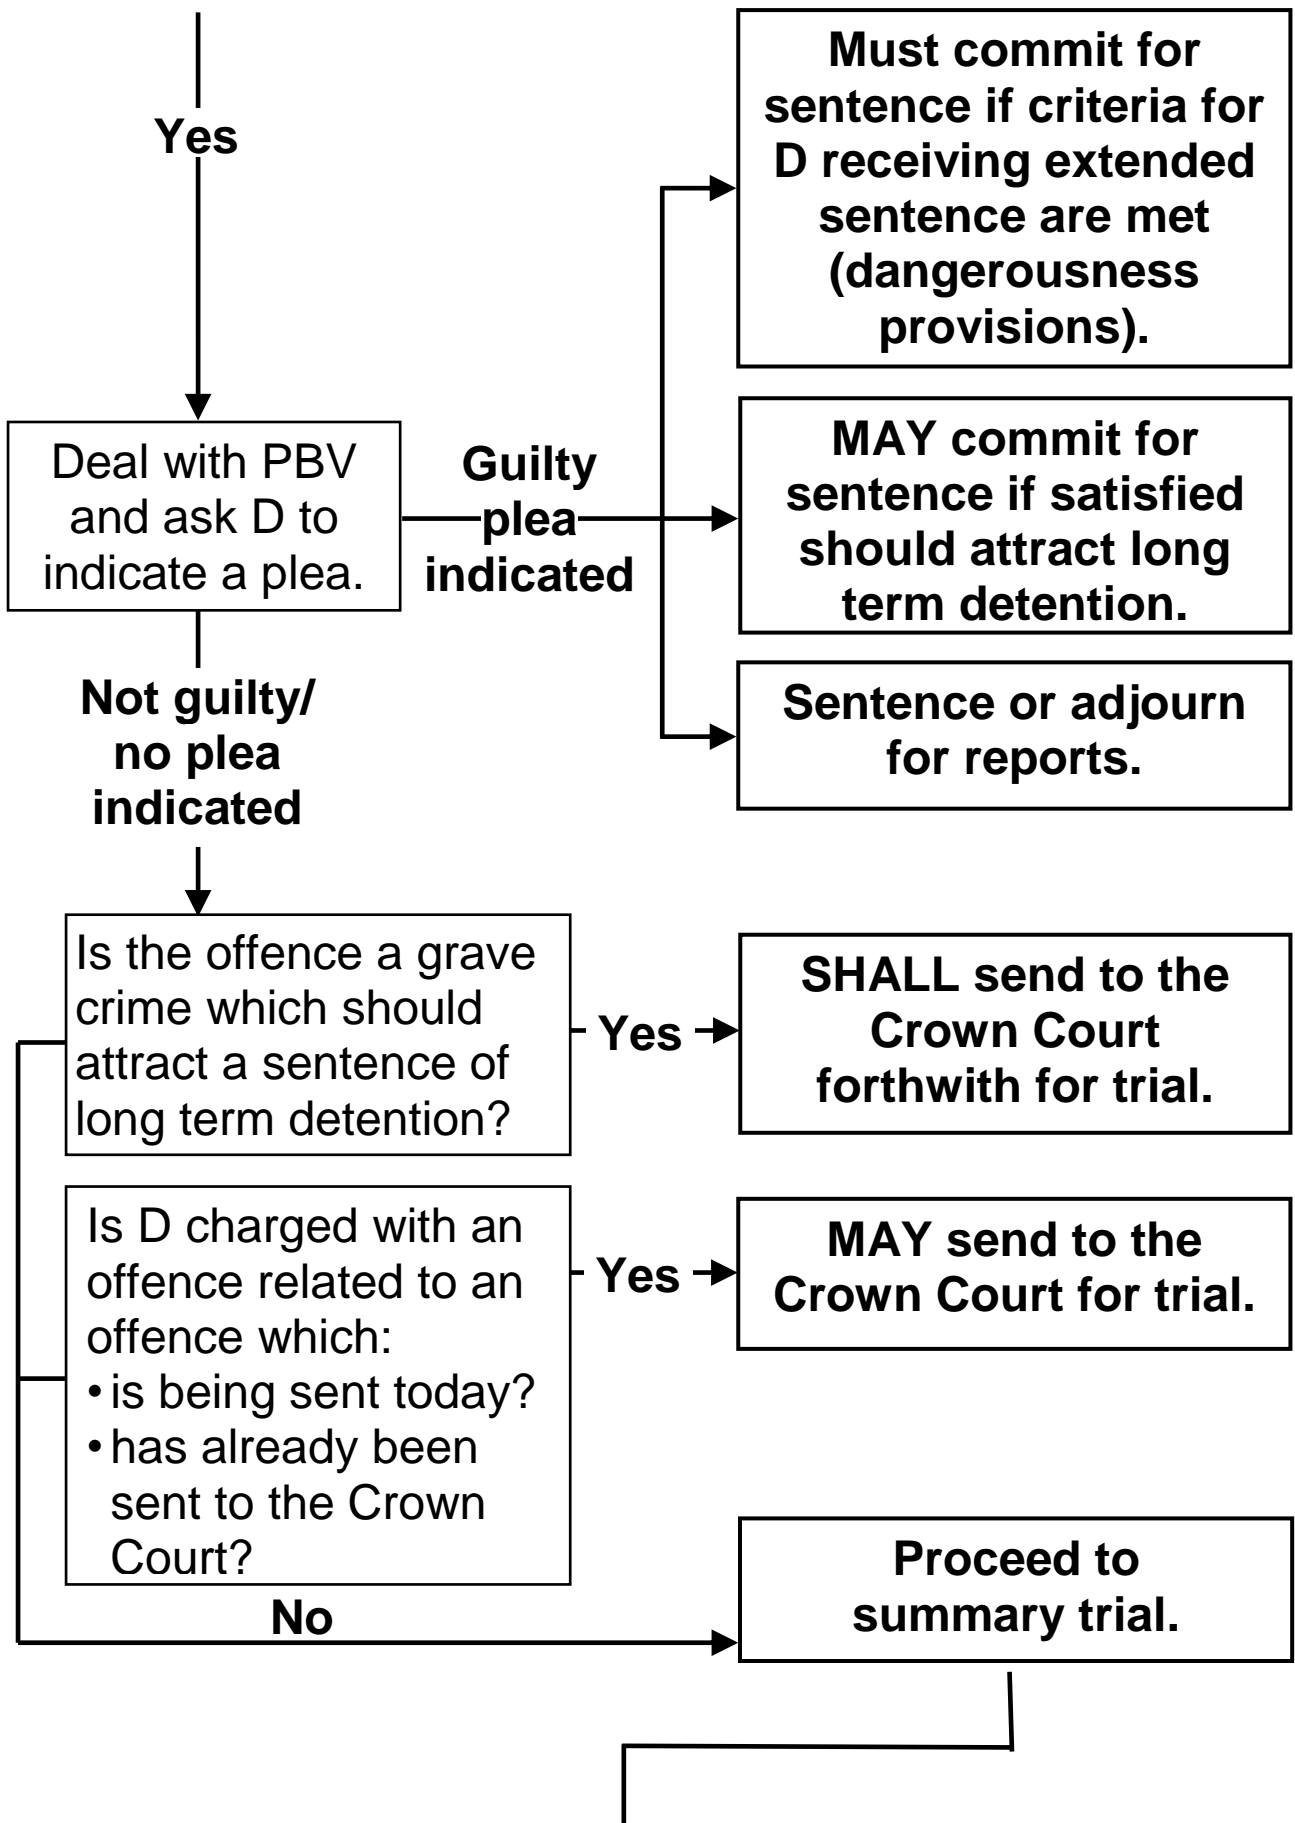 Yes
Must commit for
sentence if criteria for
D receiving extended
sentence are met
(dangerousness
provisions).
Deal with PBV
and ask D to
indicate a plea.
Guilty
plea
indicated
MAY commit for
sentence if satisfied
should attract long
term detention.
Sentence or adjourn
for reports.
Not guilty/
no plea
indicated
Is the offence a grave
crime which should
attract a sentence of
long term detention?
Yes
SHALL send to the
Crown Court
forthwith for trial.
Is D charged with an
offence related to an
offence which:
• is being sent today?
• has already been
sent to the Crown
Court?
Yes
MAY send to the
Crown Court for trial.
No
Proceed to
summary trial.